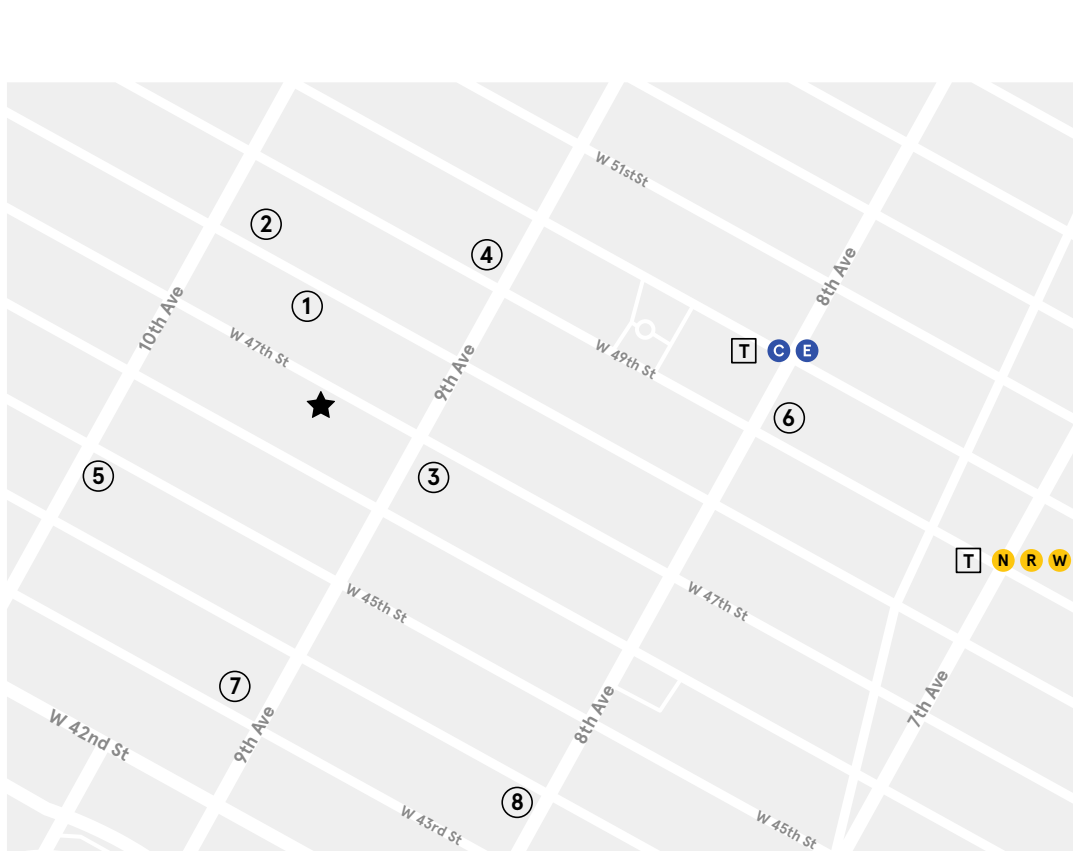 W 51stSt
2
4
8th Ave
1
10th Ave
W 47th St
9th Ave
W 49th St
T C E
6
5
3
T N R W
W 45th St
W 47th St
7
9th Ave
8th Ave
7th Ave
W 42nd St
8
W 43rd St
W 45th St